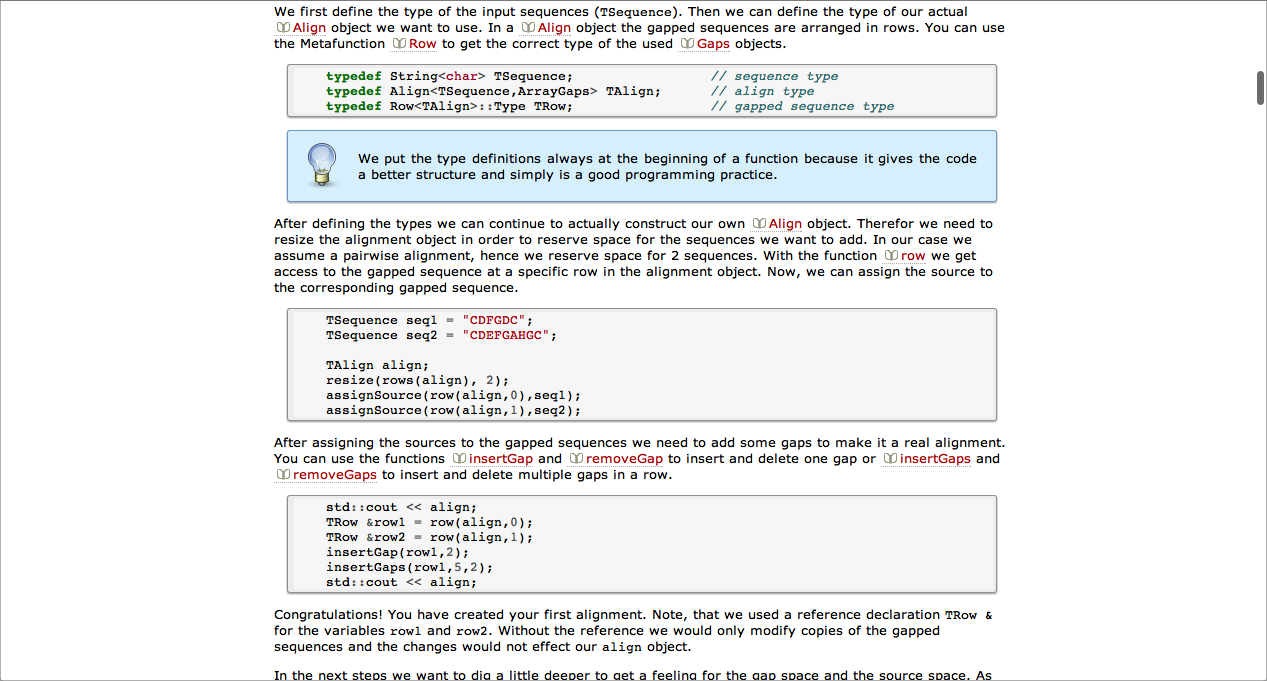 We first define the type of the input sequences (TSequence). Then we can define the type of our actual
Align object we want to use. In a Align object the gapped sequences are arranged in rows. You can use
the Metafunction Row to get the correct type of the used Gaps objects.
typedef String<char> TSequence; // sequence type
typedef Align<TSequence,ArrayGaps> TAlign; // align type
typedef Row<TAlign>::Type TRow; // gapped sequence type
We put the type definitions always at the beginning of a function because it gives the code
a better structure and simply is a good programming practice.
After defining the types we can continue to actually construct our own Align object. Therefor we need to
resize the alignment object in order to reserve space for the sequences we want to add. In our case we
assume a pairwise alignment, hence we reserve space for 2 sequences. With the function row we get
access to the gapped sequence at a specific row in the alignment object. Now, we can assign the source to
the corresponding gapped sequence.
TSequence seq1 = "CDFGDC";
TSequence seq2 = "CDEFGAHGC";
TAlign align;
resize(rows(align), 2);
assignSource(row(align,0),seq1);
assignSource(row(align,1),seq2);
After assigning the sources to the gapped sequences we need to add some gaps to make it a real alignment.
You can use the functions insertGap and removeGap to insert and delete one gap or insertGaps and
removeGaps to insert and delete multiple gaps in a row.
std::cout << align;
TRow &row1 = row(align,0);
TRow &row2 = row(align,1);
insertGap(row1,2);
insertGaps(row1,5,2);
std::cout << align;
Congratulations! You have created your first alignment. Note, that we used a reference declaration TRow &
for the variables row1 and row2. Without the reference we would only modify copies of the gapped
sequences and the changes would not effect our align object.
In the next steps we want to dig a little deeper to get a feeling for the gap space and the source space. As